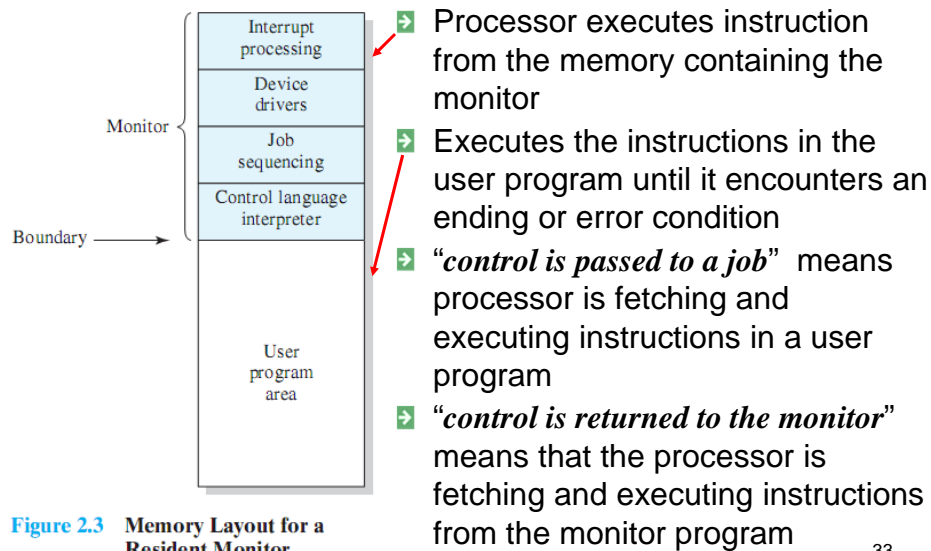 Interrupt
processing
Device
drivers
Job
sequencing
Control language
interpreter
Monitor
Boundary
User
program
area
Figure 2.3 Memory Layout for a
Resident Monitor
Processor executes instruction
from the memory containing the
monitor
Executes the instructions in the
user program until it encounters an
ending or error condition
“control is passed to a job” means
processor is fetching and
executing instructions in a user
program
“control is returned to the monitor”
means that the processor is
fetching and executing instructions
from the monitor program
33